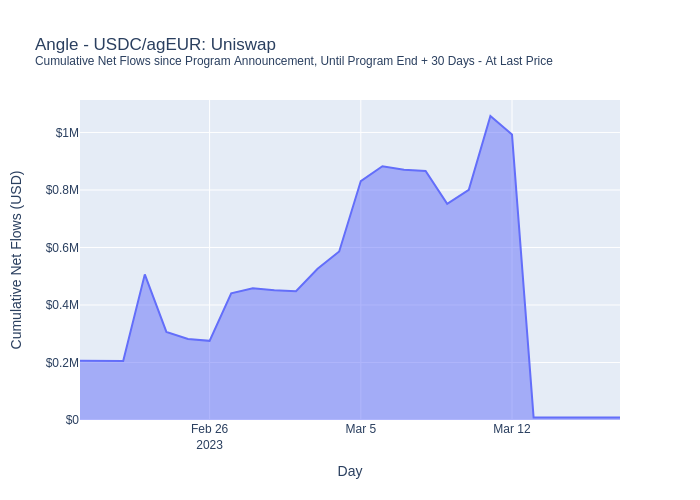 Angle - USDC/agEUR: Uniswap
Cumulative Net Flows since Program Announcement, Until Program End + 30 Days - At Last Price
Cumulative Net Flows (USD)
$1M
$0.8M
$0.6M
$0.4M
$0.2M
$0
Feb 26
2023
Mar 5
Mar 12
Day